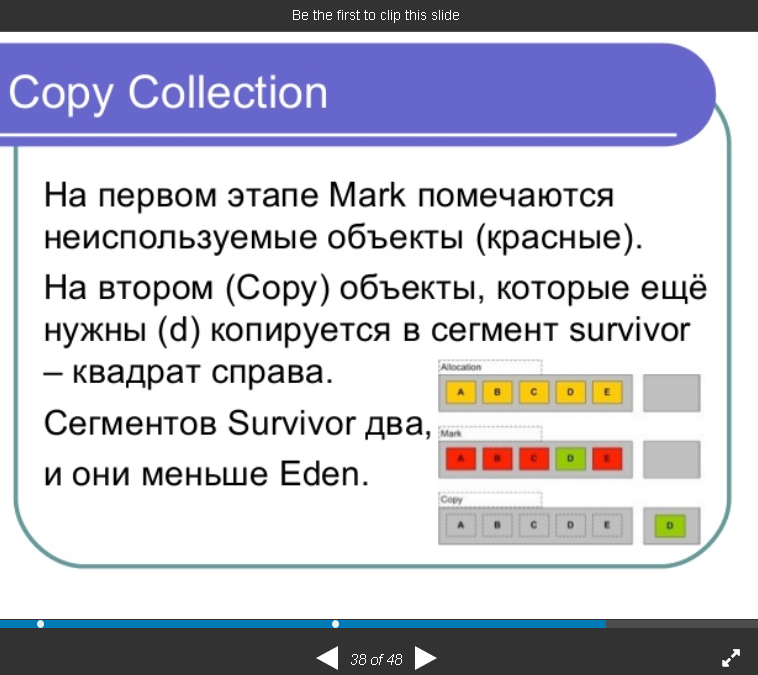 Be the first to clip this slide
Copy Collection
На первом этапе Mark помечаются
неиспользуемые объекты (красные).
На втором (Copy) объекты, которые ещё
нужны (d) копируется в сегмент survivor
– квадрат справа.
Сегментов Survivor два,
и они меньше Eden.
Allocation
A B C D E
Mark
A B C D E
Copy
A B C D E D
38 of 48